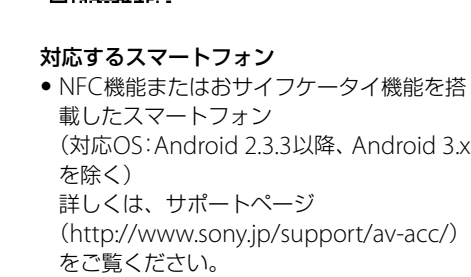 対応するスマートフォン
• NFC機能またはおサイフケータイ機能を搭
載したスマートフォン
（対応OS：Android 2.3.3以降、Android 3.x
を除く）
詳しくは、サポートページ
（http://www.sony.jp/support/av-acc/）
をご覧ください。